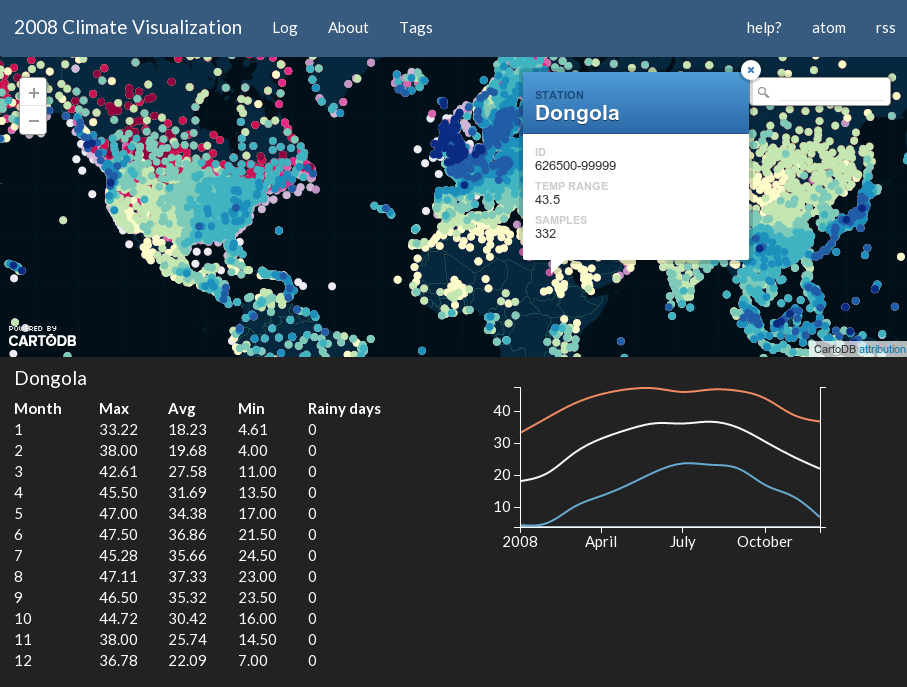 2008 Climate Visualization Log About Tags help? atom rss
+
−
×
STATION
Dongola
ID
626500-99999
TEMP RANGE
43.5
SAMPLES
332
POWERED BY
CARTODB
CartoDB attribution
Dongola
Month Max Avg Min Rainy days
1 33.22 18.23 4.61 0
2 38.00 19.68 4.00 0
3 42.61 27.58 11.00 0
4 45.50 31.69 13.50 0
5 47.00 34.38 17.00 0
6 47.50 36.86 21.50 0
7 45.28 35.66 24.50 0
8 47.11 37.33 23.00 0
9 46.50 35.32 23.50 0
10 44.72 30.42 16.00 0
11 38.00 25.74 14.50 0
12 36.78 22.09 7.00 0
40
30
20
10
2008 April July October